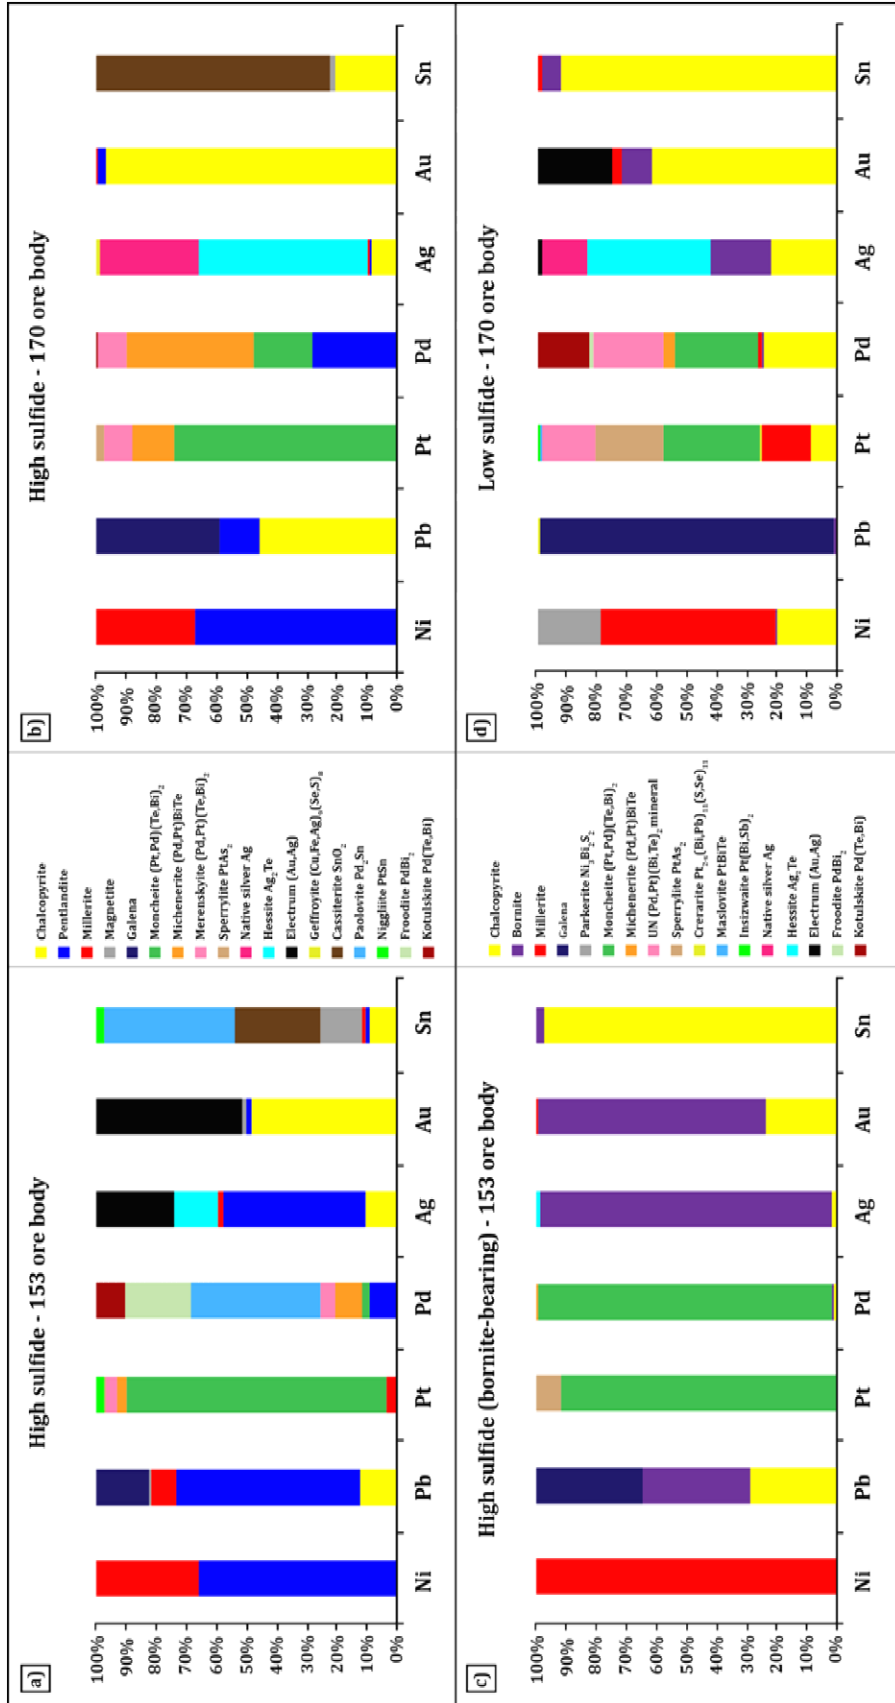 a)
High sulfide - 153 ore body
100%
90%
80%
70%
60%
50%
40%
30%
20%
10%
0%
Ni Pb Pt Pd Ag Au Sn
Chalcopyrite
Pentlandite
Millerite
Magnetite
Galena
Moncheite (Pt,Pd)(Te,Bi)₂
Michenerite (Pd,Pt)BiTe
Merenskyite (Pd,Pt)(Te,Bi)₂
Sperrylite PtAs₂
Native silver Ag
Hessite Ag₂Te
Electrum (Au,Ag)
Geffroyite (Cu,Fe,Ag)₉(Se,S)₈
Cassiterite SnO₂
Paolovite Pd₂Sn
Niggliite PtSn
Froodite PdBi₂
Kotulskite Pd(Te,Bi)
b)
High sulfide - 170 ore body
100%
90%
80%
70%
60%
50%
40%
30%
20%
10%
0%
Ni Pb Pt Pd Ag Au Sn
c)
High sulfide (bornite-bearing) - 153 ore body
100%
90%
80%
70%
60%
50%
40%
30%
20%
10%
0%
Ni Pb Pt Pd Ag Au Sn
Chalcopyrite
Bornite
Millerite
Galena
Parkerite Ni₃Bi₂S₂
Moncheite (Pt,Pd)(Te,Bi)₂
Michenerite (Pd,Pt)BiTe
UN (Pd,Pt)(Bi,Te)₂ mineral
Sperrylite PtAs₂
Crerarite Pt₂₋ₓ(Bi,Pb)₁₁(S,Se)₁₁
Maslovite PtBiTe
Insizwaite Pt(Bi,Sb)₂
Native silver Ag
Hessite Ag₂Te
Electrum (Au,Ag)
Froodite PdBi₂
Kotulskite Pd(Te,Bi)
d)
Low sulfide - 170 ore body
100%
90%
80%
70%
60%
50%
40%
30%
20%
10%
0%
Ni Pb Pt Pd Ag Au Sn